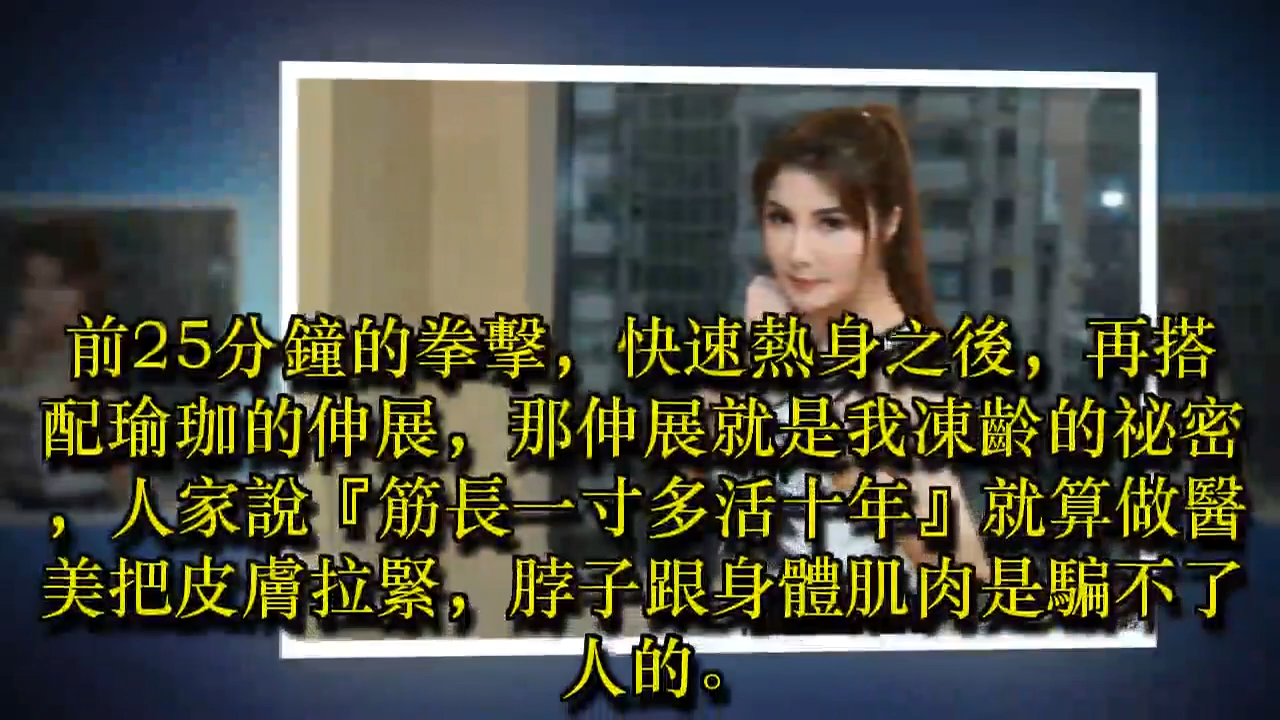 前25分鐘的拳擊，快速熱身之後，再搭
配瑜珈的伸展，那伸展就是我凍齡的祕密
，人家說『筋長一寸多活十年』就算做醫
美把皮膚拉緊，脖子跟身體肌肉是騙不了
人的。